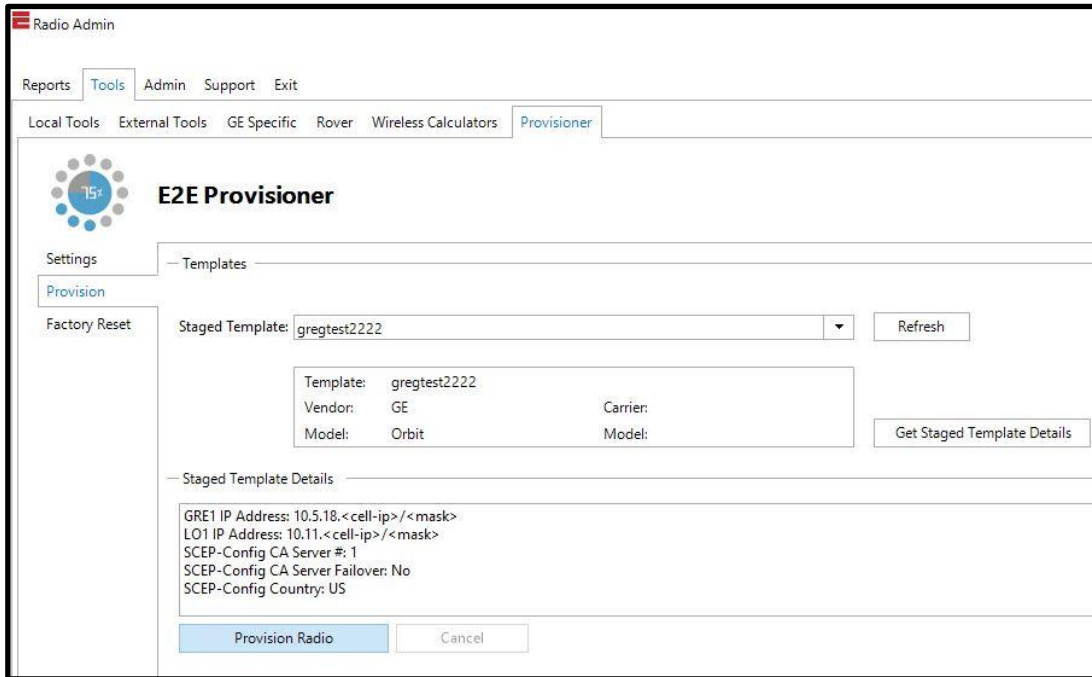 Radio Admin
Reports Tools Admin Support Exit
Local Tools External Tools GE Specific Rover Wireless Calculators Provisioner
75%
E2E Provisioner
Settings
Provision
Factory Reset
Templates
Staged Template: gregtest2222 Refresh
Template: gregtest2222
Vendor: GE Carrier:
Model: Orbit Model:
Get Staged Template Details
Staged Template Details
GRE1 IP Address: 10.5.18.<cell-ip>/<mask>
LO1 IP Address: 10.11.<cell-ip>/<mask>
SCEP-Config CA Server #: 1
SCEP-Config CA Server Failover: No
SCEP-Config Country: US
Provision Radio Cancel